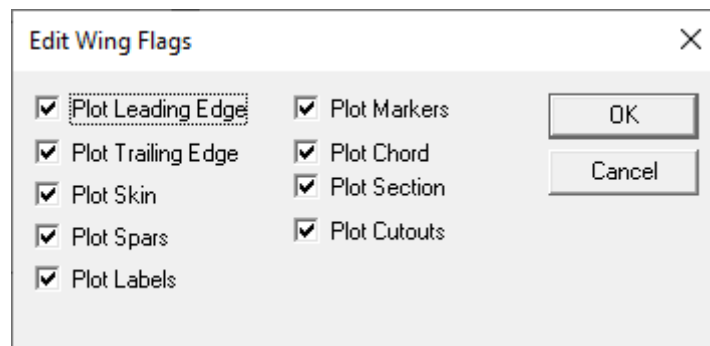 Edit Wing Flags
Plot Leading Edge
Plot Trailing Edge
Plot Skin
Plot Spars
Plot Labels
Plot Markers
Plot Chord
Plot Section
Plot Cutouts
OK
Cancel